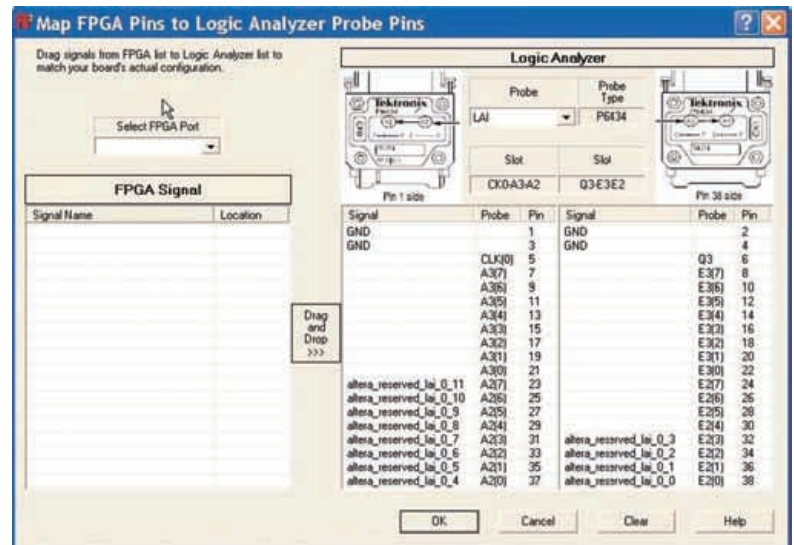 Map FPGA Pins to Logic Analyzer Probe Pins
Drag signals from FPGA list to Logic Analyzer list to
match your board's actual configuration.
Select FPGA Port
FPGA Signal
Signal Name Location
Drag
and
Drop
>>>
Logic Analyzer
Tektronix
Pin 1 side
Probe
Probe
Type
LAI
P6434
Slot
Slot
CK0-A3-A2
Q3-E3E2
Tektronix
Pin 38 side
Signal Probe Pin Signal Probe Pin
GND 1 GND 2
GND 3 GND 4
CLK(0) 5 Q3 6
A3(7) 7 E3(7) 8
A3(6) 9 E3(6) 10
A3(5) 11 E3(5) 12
A3(4) 13 E3(4) 14
A3(3) 15 E3(3) 16
A3(2) 17 E3(2) 18
A3(1) 19 E3(1) 20
A3(0) 21 E3(0) 22
altera_reserved_lai_0_11 A2(7) 23 E2(7) 24
altera_reserved_lai_0_10 A2(6) 25 E2(6) 26
altera_reserved_lai_0_9 A2(5) 27 E2(5) 28
altera_reserved_lai_0_8 A2(4) 29 E2(4) 30
altera_reserved_lai_0_7 A2(3) 31 altera_reserved_lai_0_3 E2(3) 32
altera_reserved_lai_0_6 A2(2) 33 altera_reserved_lai_0_2 E2(2) 34
altera_reserved_lai_0_5 A2(1) 35 altera_reserved_lai_0_1 E2(1) 36
altera_reserved_lai_0_4 A2(0) 37 altera_reserved_lai_0_0 E2(0) 38
OK Cancel Clear Help